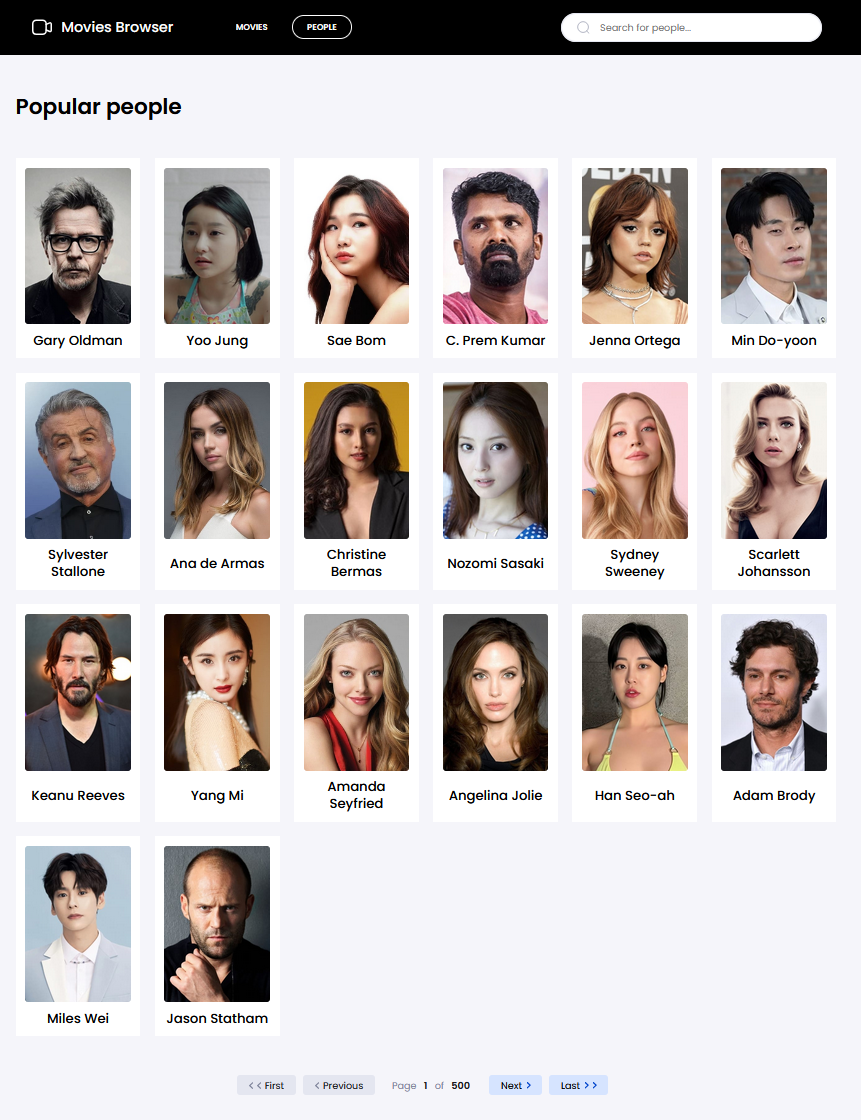 Movies Browser
MOVIES
PEOPLE
Search for people...
Popular people
Gary Oldman
Yoo Jung
Sae Bom
C. Prem Kumar
Jenna Ortega
Min Do-yoon
Sylvester
Stallone
Ana de Armas
Christine
Bermas
Nozomi Sasaki
Sydney
Sweeney
Scarlett
Johansson
Keanu Reeves
Yang Mi
Amanda
Seyfried
Angelina Jolie
Han Seo-ah
Adam Brody
Miles Wei
Jason Statham
< < First
< Previous
Page 1 of 500
Next >
Last > >